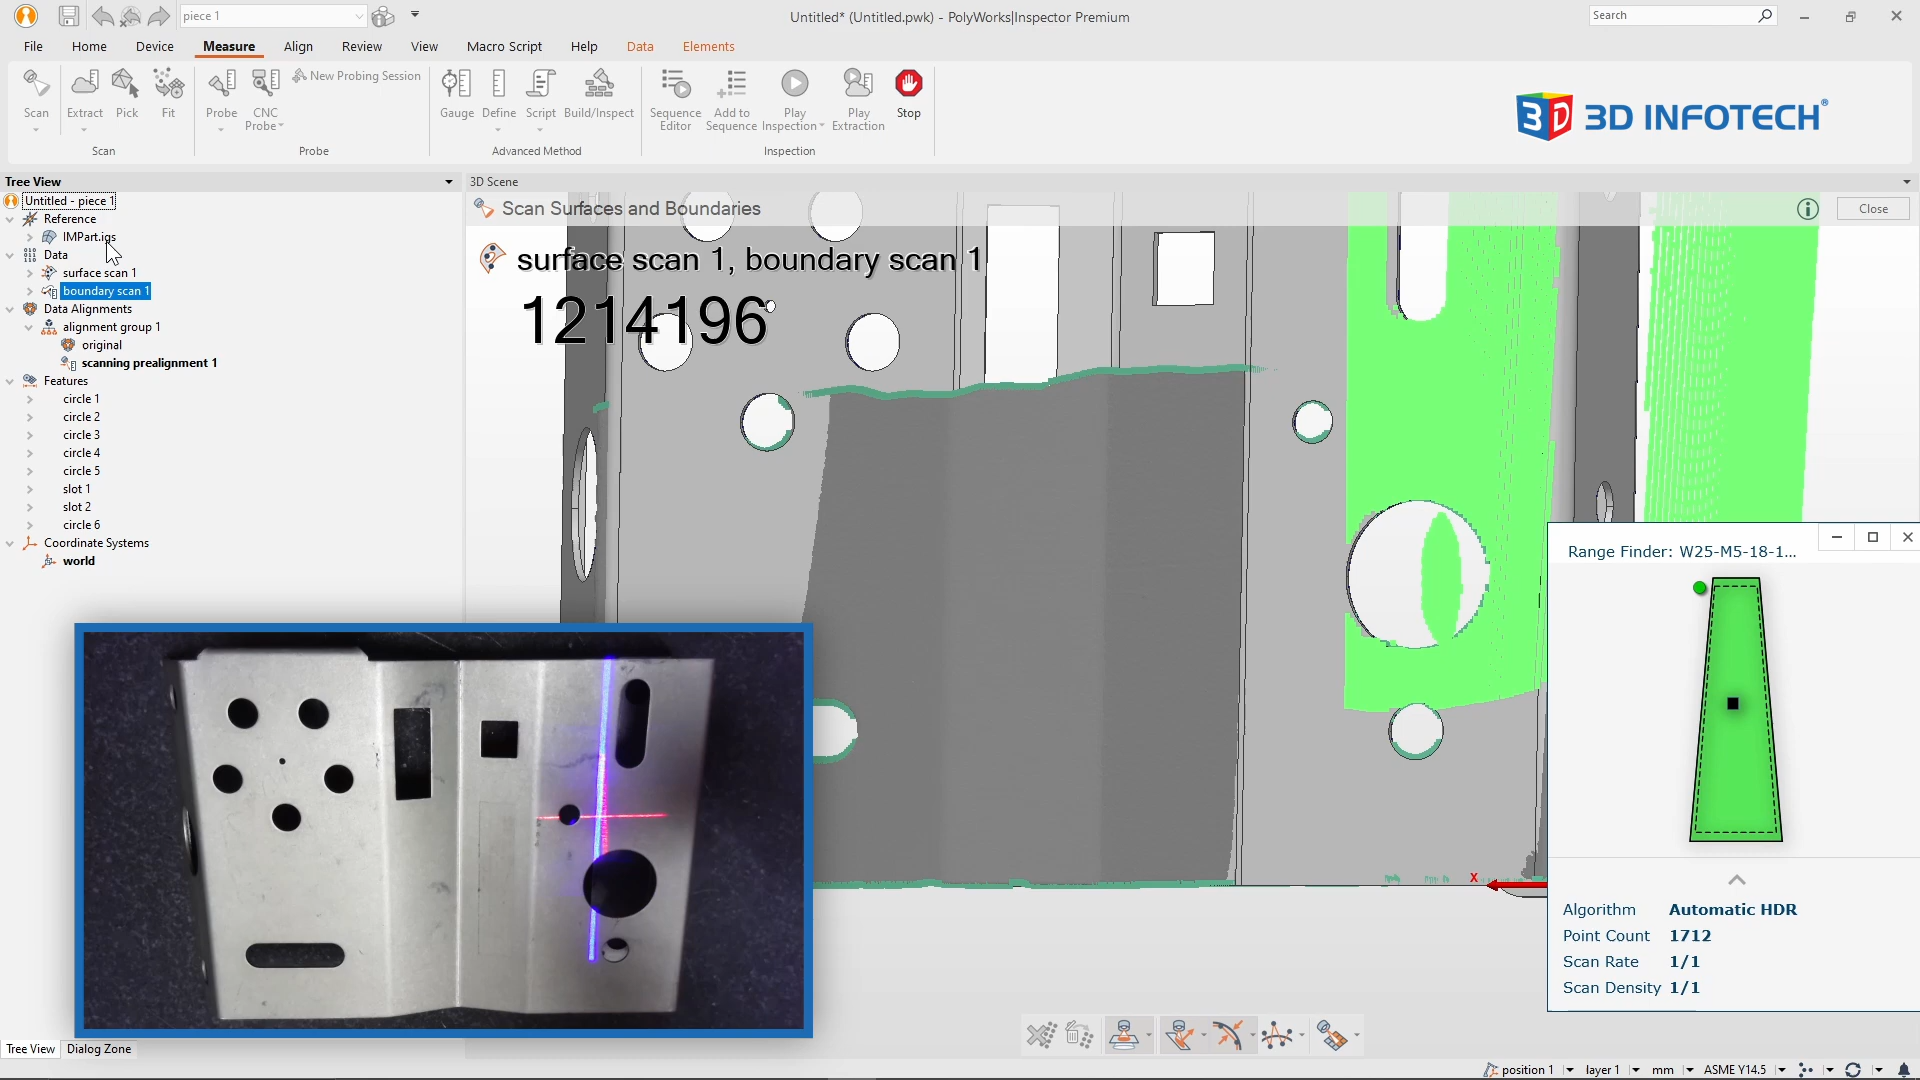 piece 1
Untitled* (Untitled.pwk) - PolyWorks|Inspector Premium
Search
File Home Device Measure Align Review View Macro Script Help Data Elements
New Probing Session
Scan Extract Pick Fit Probe CNC Probe Gauge Define Script Build/Inspect Sequence Editor Add to Sequence Play Inspection Play Extraction Stop
Scan Probe Advanced Method Inspection
3D INFOTECH®
Tree View
3D Scene
Untitled - piece 1
Reference
IMPart.igs
Data
surface scan 1
boundary scan 1
Data Alignments
alignment group 1
original
scanning prealignment 1
Features
circle 1
circle 2
circle 3
circle 4
circle 5
slot 1
slot 2
circle 6
Coordinate Systems
world
Scan Surfaces and Boundaries
Close
surface scan 1, boundary scan 1
1214196
Range Finder: W25-M5-18-1...
X
Algorithm Automatic HDR
Point Count 1712
Scan Rate 1/1
Scan Density 1/1
Tree View Dialog Zone
position 1 layer 1 mm ASME Y14.5